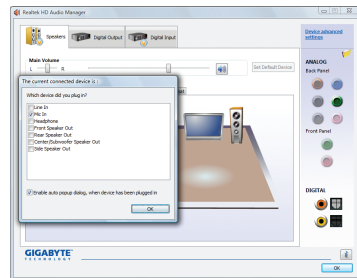 Realtek HD Audio Manager
Speakers
Digital Output
Digital Input
Device advanced
settings
Main Volume
L
R
Set Default Device
ANALOG
Back Panel
The current connected device is :
Which device did you plug in?
Line In
Mic In
Headphone
Front Speaker Out
Rear Speaker Out
Center/Subwoofer Speaker Out
Side Speaker Out
Front Panel
Enable auto popup dialog, when device has been plugged in
OK
DIGITAL
GIGABYTE
TECHNOLOGY
OK